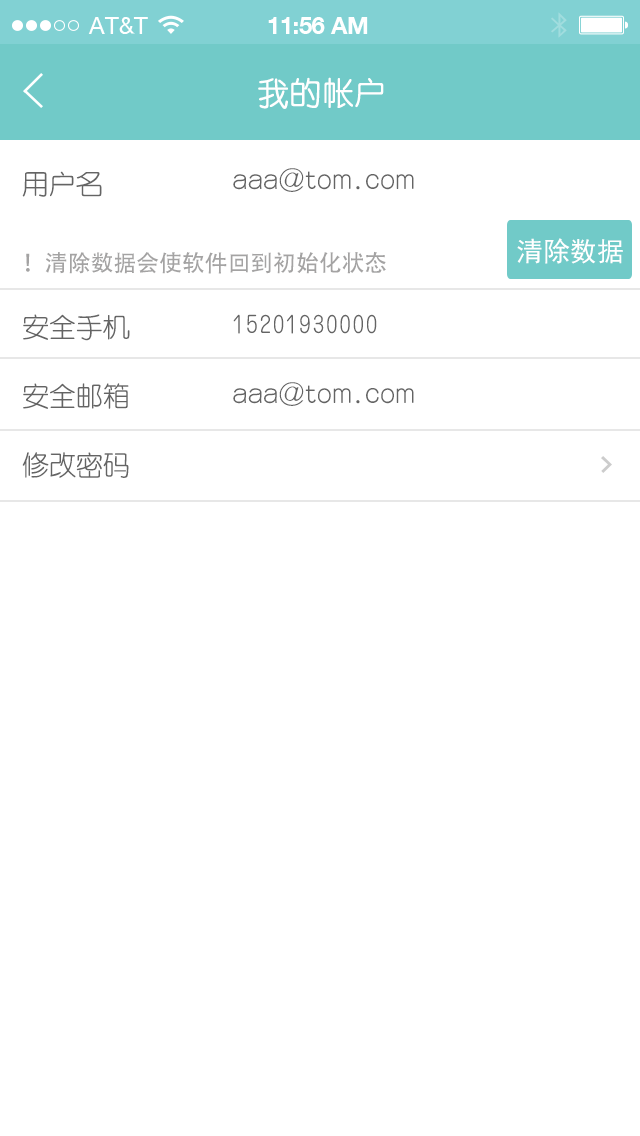 AT&T 11:56 AM
我的帐户
用户名 aaa@tom.com
！清除数据会使软件回到初始化状态 清除数据
安全手机 15201930000
安全邮箱 aaa@tom.com
修改密码